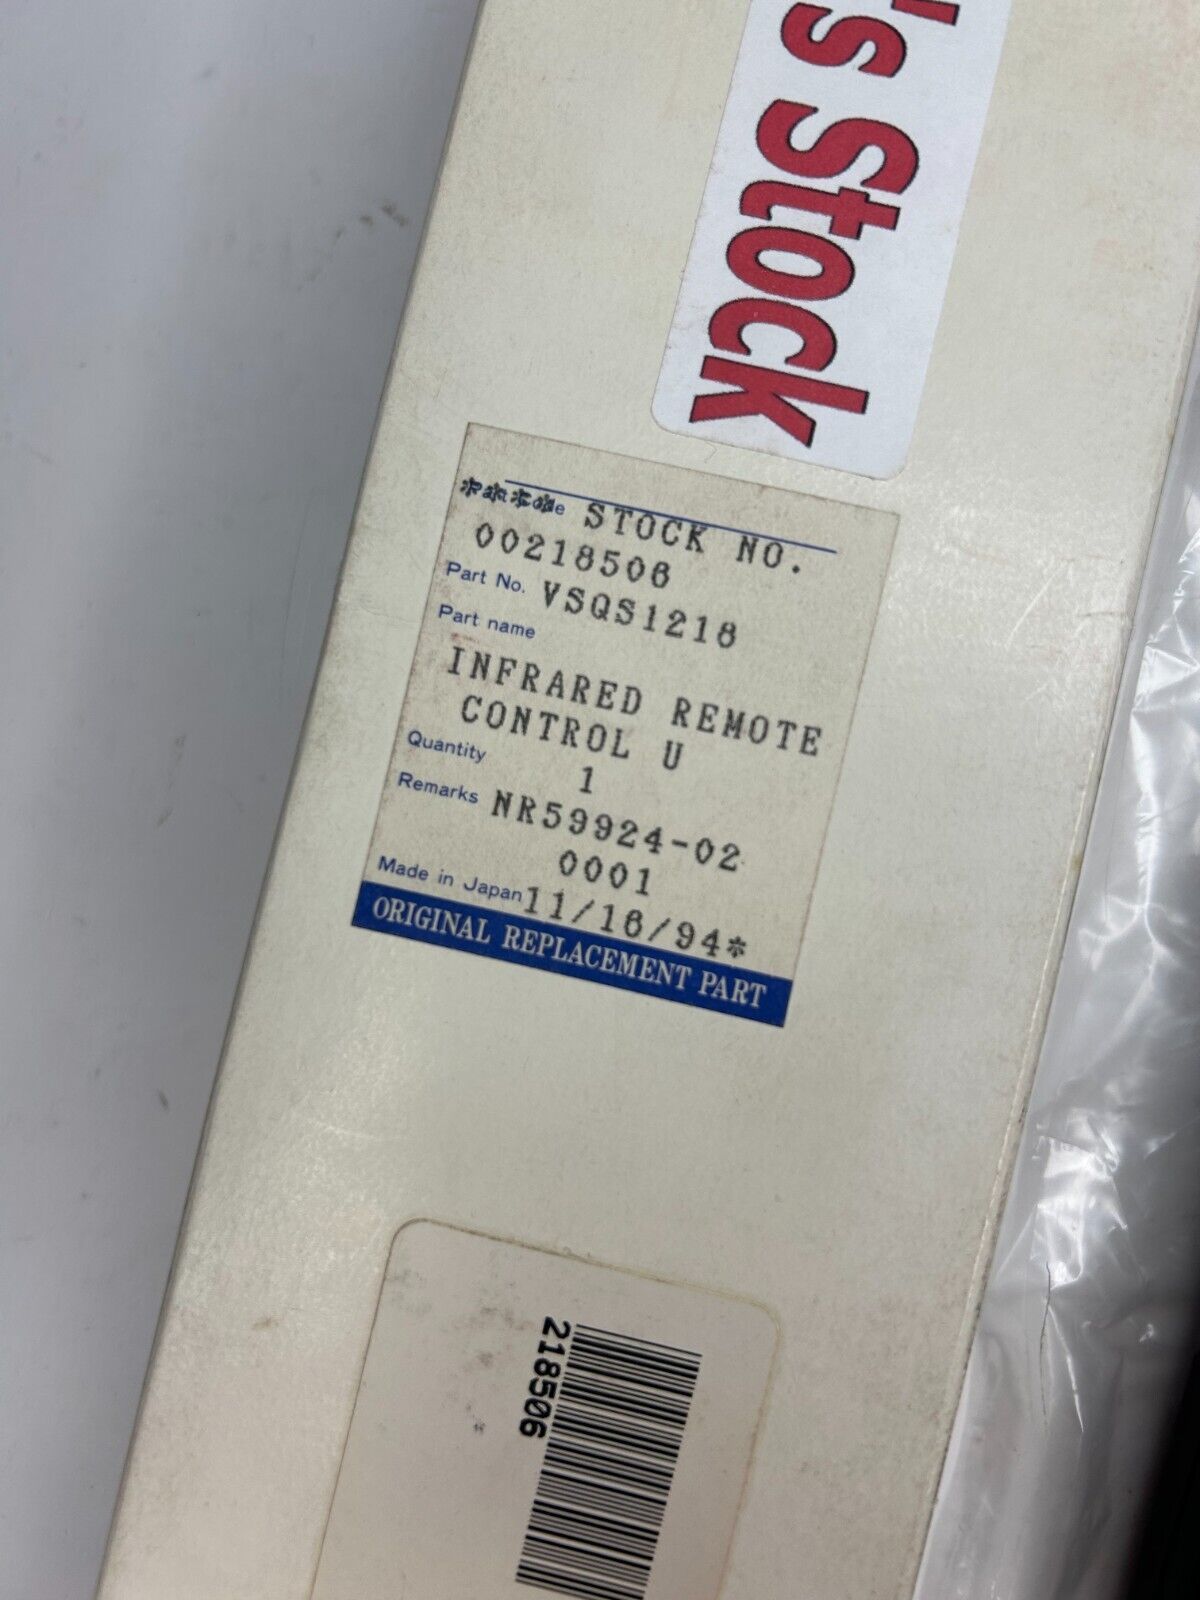 's Stock
**** STOCK NO.
00218506
Part No. VSQS1218
Part name
INFRARED REMOTE
CONTROL U
Quantity 1
Remarks NR59924-02
0001
Made in Japan 11/16/94*
ORIGINAL REPLACEMENT PART
218506